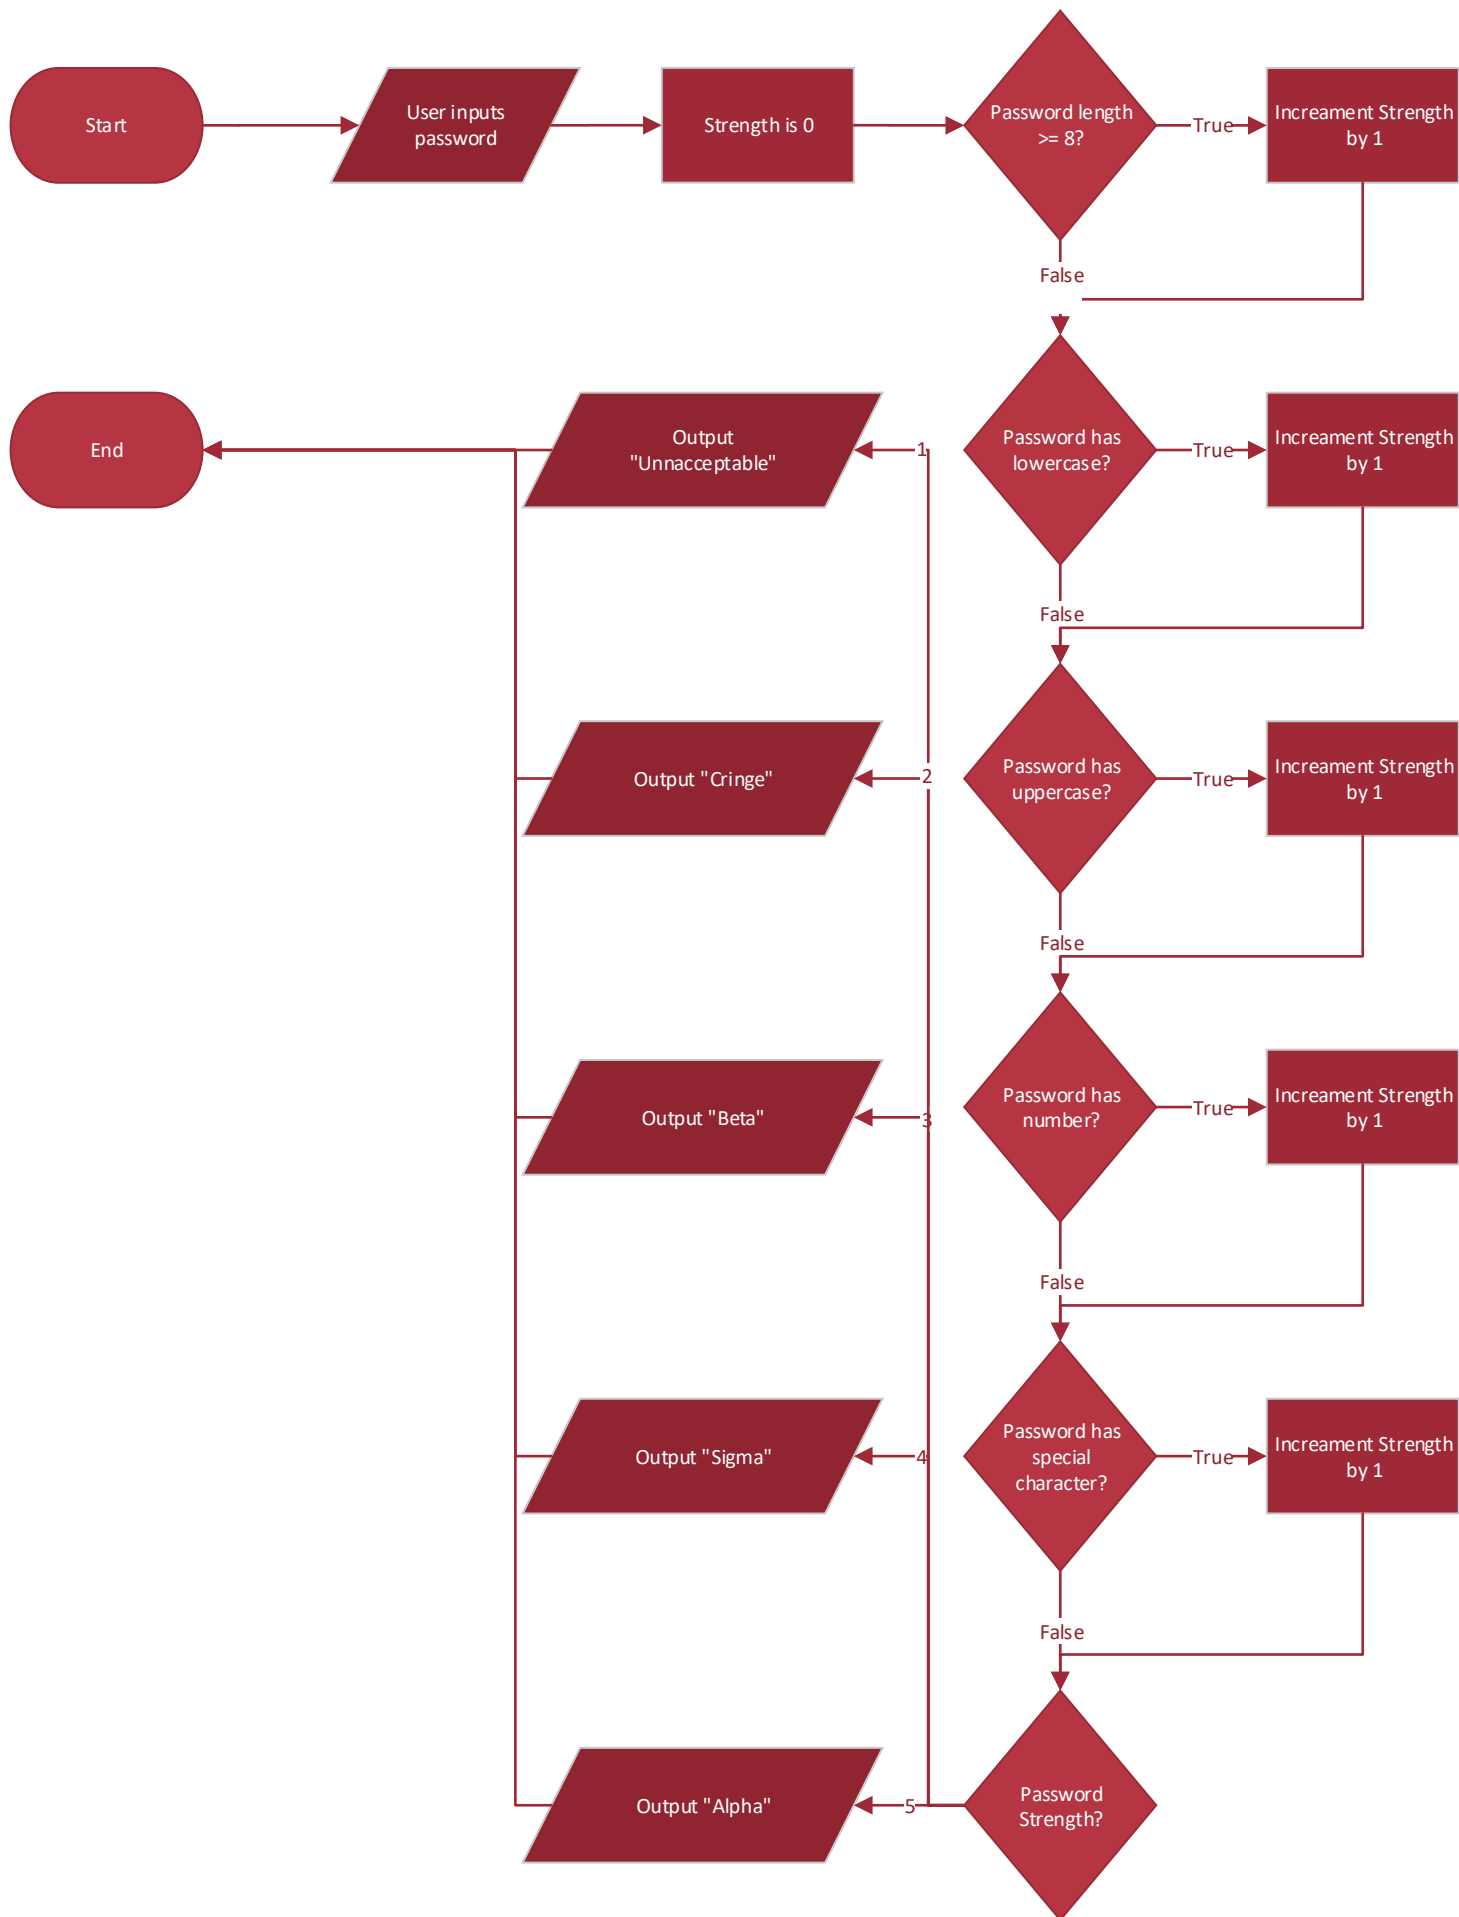 Start
User inputs
password
Strength is 0
Password length
>= 8?
True
Increament Strength
by 1
False
End
Output
"Unnacceptable"
1
Password has
lowercase?
True
Increament Strength
by 1
False
Output "Cringe"
2
Password has
uppercase?
True
Increament Strength
by 1
False
Output "Beta"
3
Password has
number?
True
Increament Strength
by 1
False
Output "Sigma"
4
Password has
special
character?
True
Increament Strength
by 1
False
Output "Alpha"
5
Password
Strength?